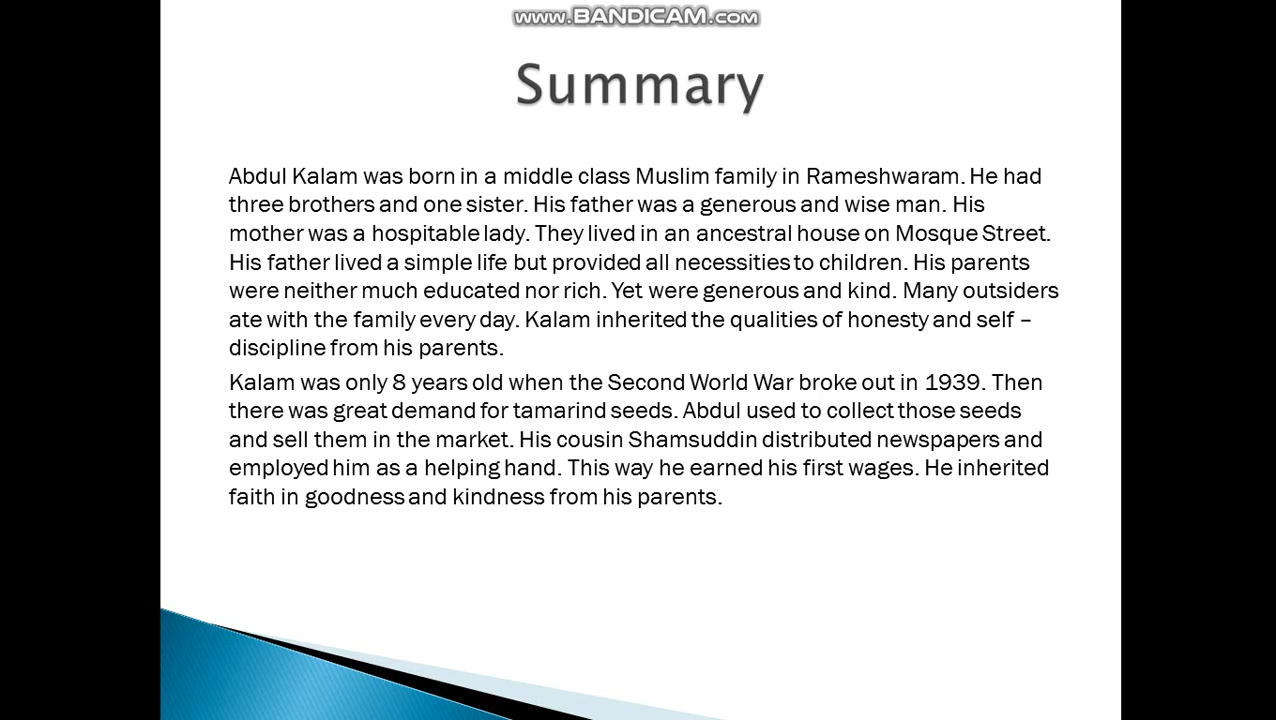 www.BANDICAM.com
Summary
Abdul Kalam was born in a middle class Muslim family in Rameshwaram. He had
three brothers and one sister. His father was a generous and wise man. His
mother was a hospitable lady. They lived in an ancestral house on Mosque Street.
His father lived a simple life but provided all necessities to children. His parents
were neither much educated nor rich. Yet were generous and kind. Many outsiders
ate with the family every day. Kalam inherited the qualities of honesty and self –
discipline from his parents.
Kalam was only 8 years old when the Second World War broke out in 1939. Then
there was great demand for tamarind seeds. Abdul used to collect those seeds
and sell them in the market. His cousin Shamsuddin distributed newspapers and
employed him as a helping hand. This way he earned his first wages. He inherited
faith in goodness and kindness from his parents.